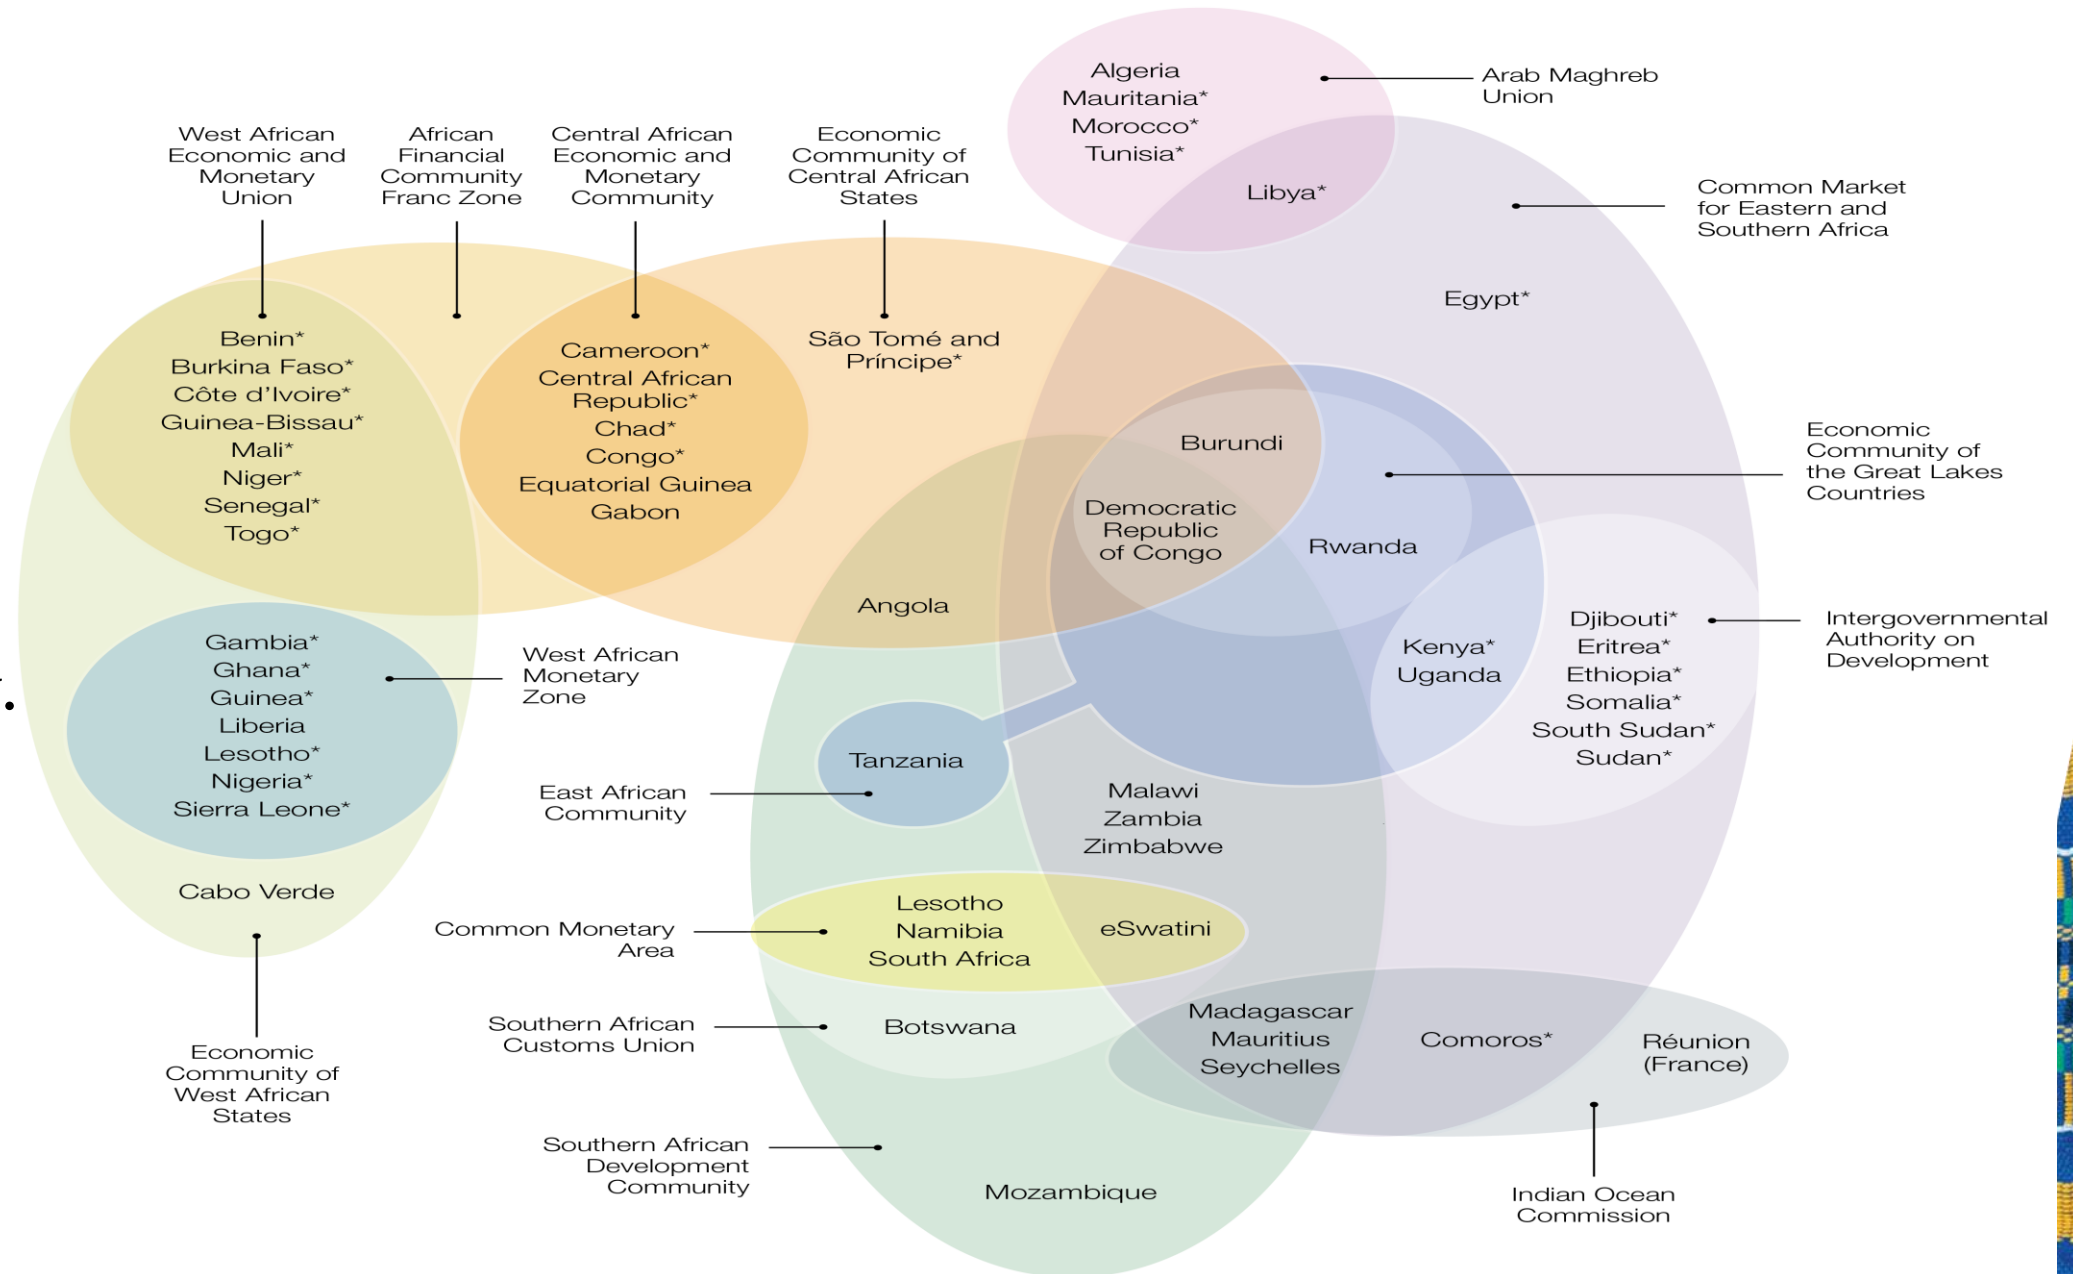 Algeria
Mauritania*
Morocco*
Tunisia*
Libya*
Arab Maghreb
Union
West African
Economic and
Monetary
Union
African
Financial
Community
Franc Zone
Central African
Economic and
Monetary
Community
Economic
Community of
Central African
States
Common Market
for Eastern and
Southern Africa
Egypt*
Benin*
Burkina Faso*
Côte d’Ivoire*
Guinea-Bissau*
Mali*
Niger*
Senegal*
Togo*
Cameroon*
Central African
Republic*
Chad*
Congo*
Equatorial Guinea
Gabon
São Tomé and
Príncipe*
Burundi
Democratic
Republic
of Congo
Rwanda
Economic
Community of
the Great Lakes
Countries
Angola
Gambia*
Ghana*
Guinea*
Liberia
Lesotho*
Nigeria*
Sierra Leone*
West African
Monetary
Zone
Kenya*
Uganda
Djibouti*
Eritrea*
Ethiopia*
Somalia*
South Sudan*
Sudan*
Intergovernmental
Authority on
Development
Tanzania
East African
Community
Malawi
Zambia
Zimbabwe
Cabo Verde
Common Monetary
Area
Lesotho
Namibia
South Africa
eSwatini
Southern African
Customs Union
Botswana
Madagascar
Mauritius
Seychelles
Comoros*
Réunion
(France)
Economic
Community of
West African
States
Southern African
Development
Community
Mozambique
Indian Ocean
Commission